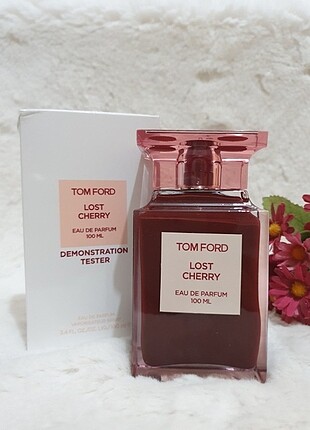 TOM FORD
LOST
CHERRY
EAU DE PARFUM
100 ML
DEMONSTRATION
TESTER
TOM FORD
LOST
CHERRY
EAU DE PARFUM
100 ML